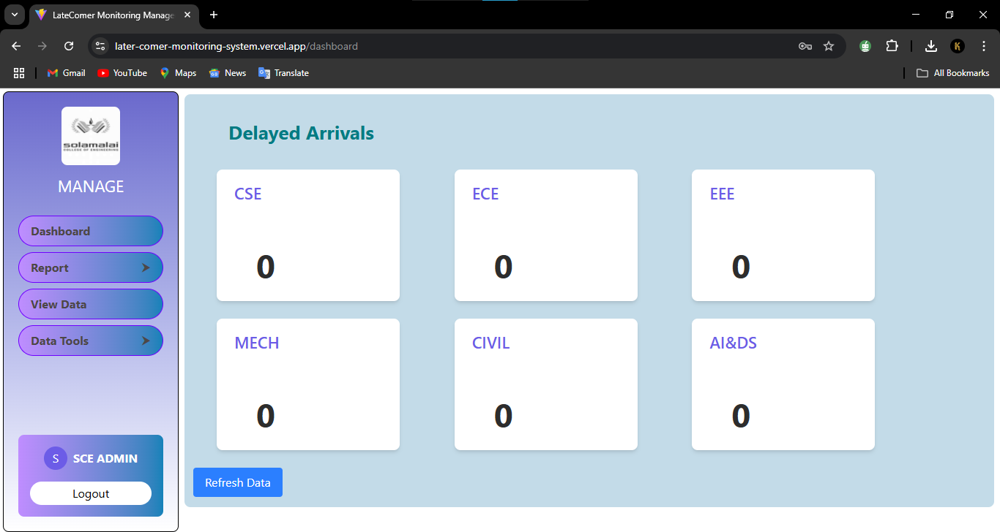 LateComer Monitoring Manage
later-comer-monitoring-system.vercel.app/dashboard
Gmail
YouTube
Maps
News
Translate
All Bookmarks
solamalai
COLLEGE OF ENGINEERING
MANAGE
Dashboard
Report
View Data
Data Tools
S SCE ADMIN
Logout
Delayed Arrivals
CSE
0
ECE
0
EEE
0
MECH
0
CIVIL
0
AI&DS
0
Refresh Data